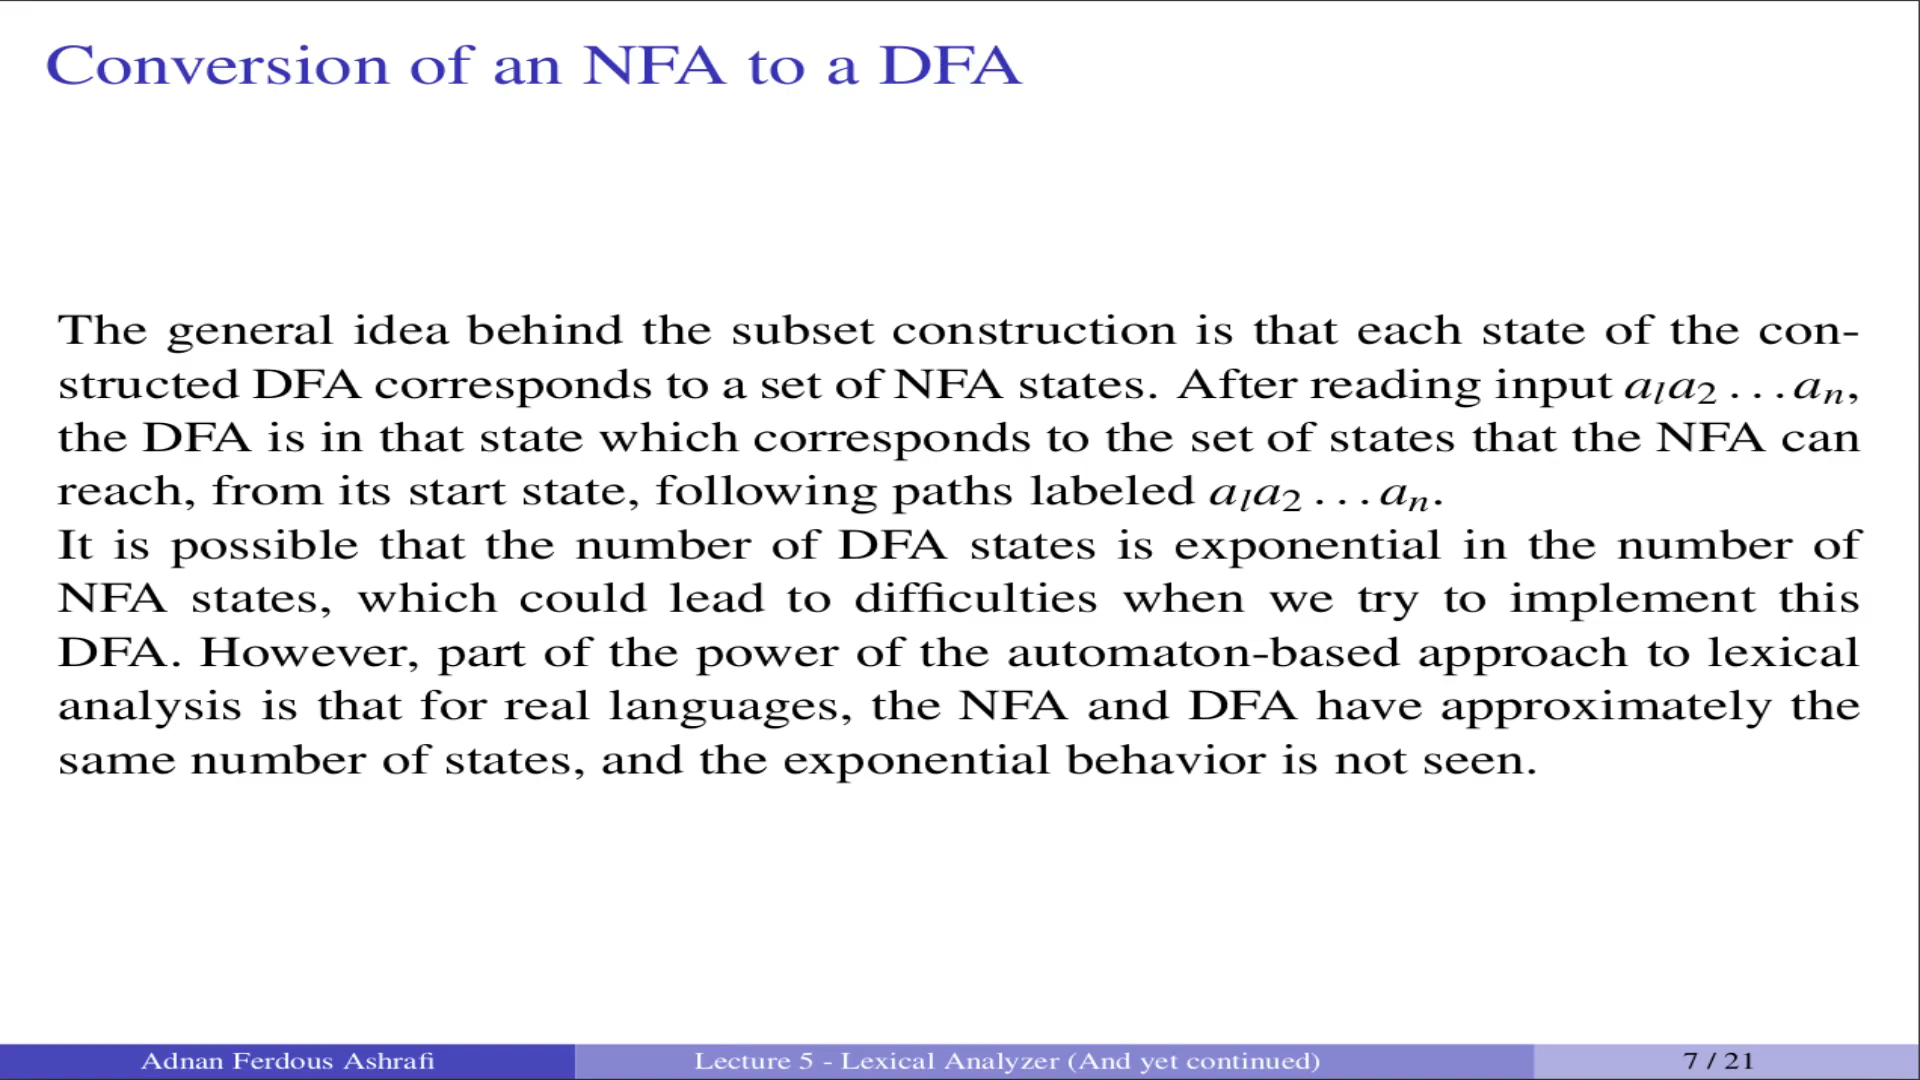 Conversion of an NFA to a DFA
The general idea behind the subset construction is that each state of the con-
structed DFA corresponds to a set of NFA states. After reading input aₗa₂ . . . aₙ,
the DFA is in that state which corresponds to the set of states that the NFA can
reach, from its start state, following paths labeled aₗa₂ . . . aₙ.
It is possible that the number of DFA states is exponential in the number of
NFA states, which could lead to difficulties when we try to implement this
DFA. However, part of the power of the automaton-based approach to lexical
analysis is that for real languages, the NFA and DFA have approximately the
same number of states, and the exponential behavior is not seen.
Adnan Ferdous Ashrafi
Lecture 5 - Lexical Analyzer (And yet continued)
7 / 21